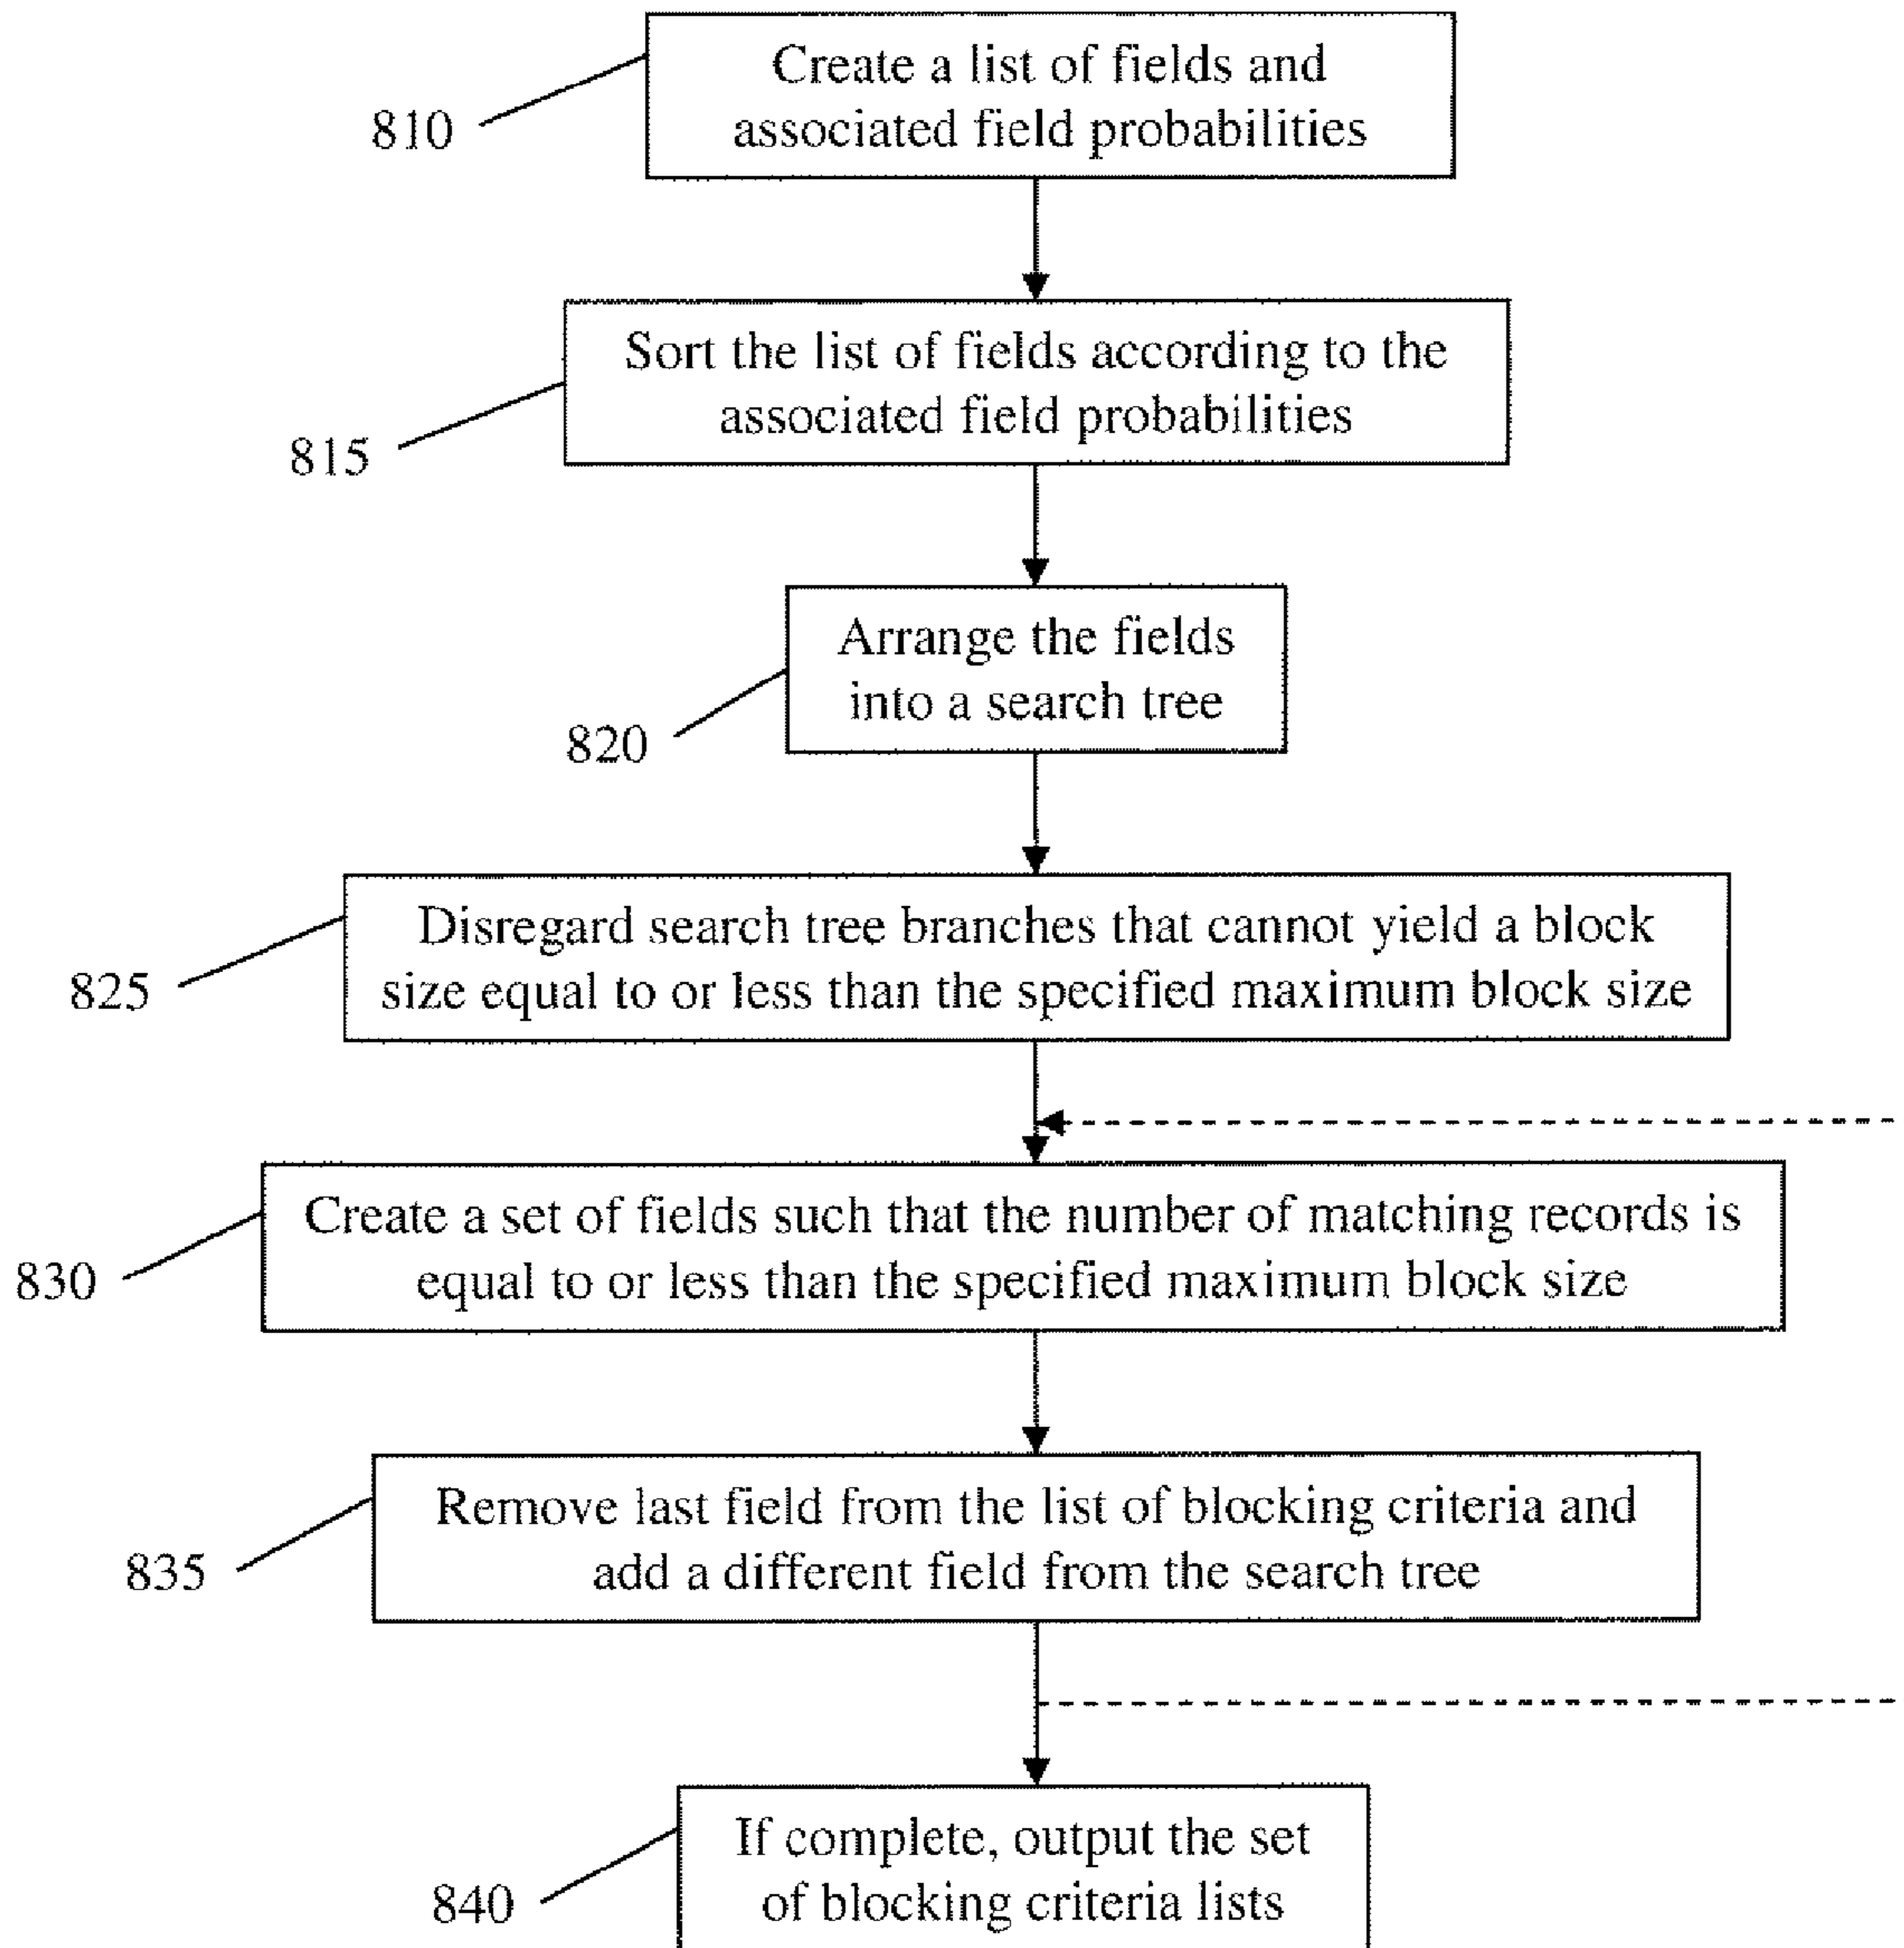 Create a list of fields and
associated field probabilities
810
Sort the list of fields according to the
associated field probabilities
815
Arrange the fields
into a search tree
820
Disregard search tree branches that cannot yield a block
size equal to or less than the specified maximum block size
825
Create a set of fields such that the number of matching records is
equal to or less than the specified maximum block size
830
Remove last field from the list of blocking criteria and
add a different field from the search tree
835
If complete, output the set
of blocking criteria lists
840